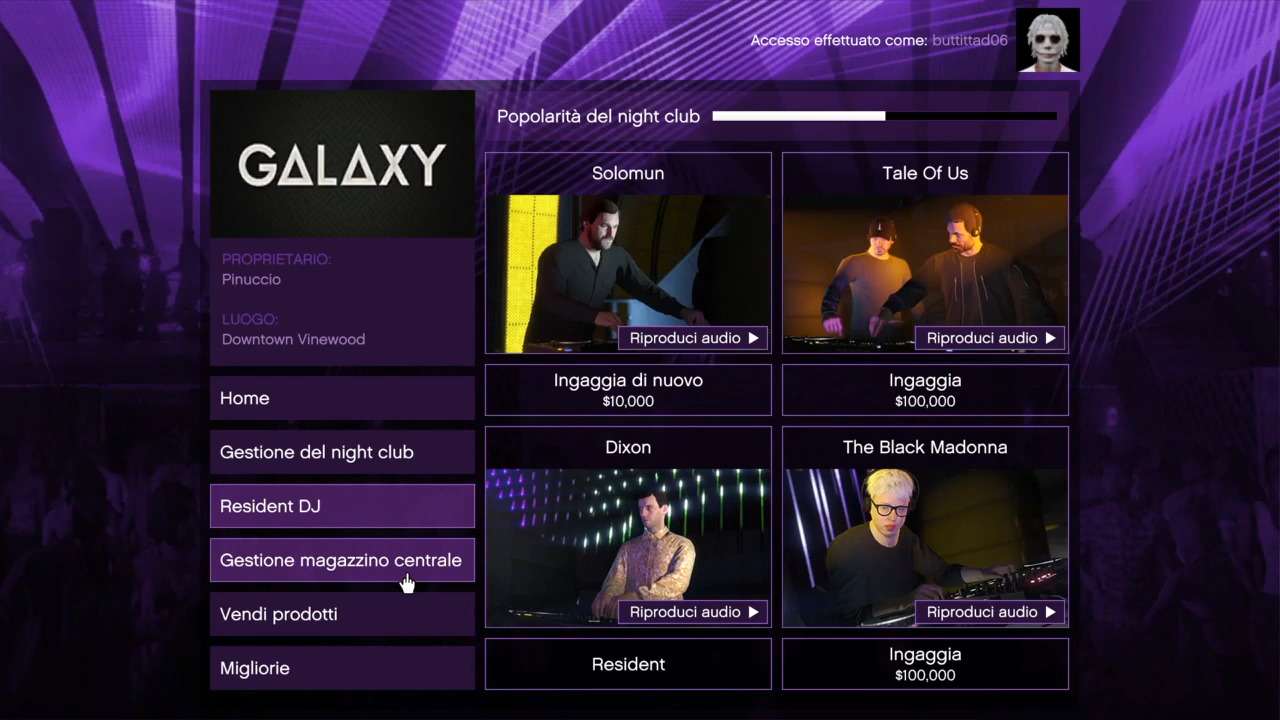 Accesso effettuato come: buttittad06
GALAXY
PROPRIETARIO:
Pinuccio
LUOGO:
Downtown Vinewood
Home
Gestione del night club
Resident DJ
Gestione magazzino centrale
Vendi prodotti
Migliorie
Popolarità del night club
Solomun
Riproduci audio
Ingaggia di nuovo
$10,000
Tale Of Us
Riproduci audio
Ingaggia
$100,000
Dixon
Riproduci audio
Resident
The Black Madonna
Riproduci audio
Ingaggia
$100,000